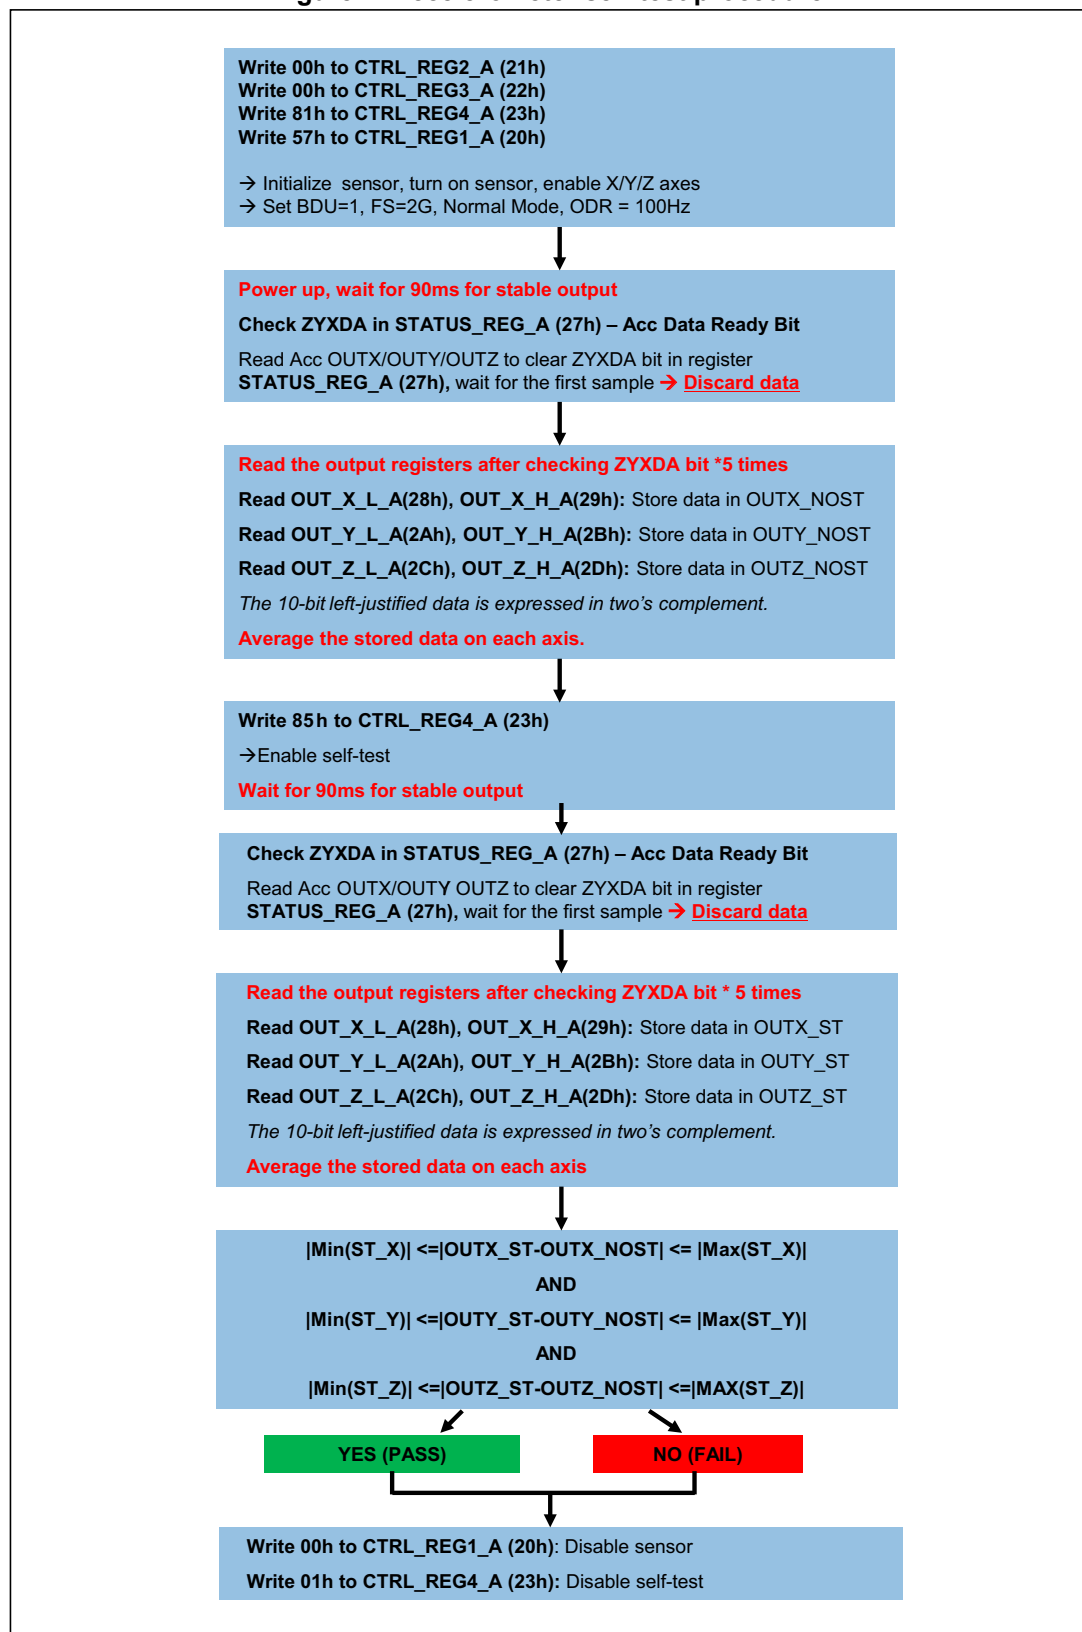 Write 00h to CTRL_REG2_A (21h)
Write 00h to CTRL_REG3_A (22h)
Write 81h to CTRL_REG4_A (23h)
Write 57h to CTRL_REG1_A (20h)
→ Initialize sensor, turn on sensor, enable X/Y/Z axes
→ Set BDU=1, FS=2G, Normal Mode, ODR = 100Hz
Power up, wait for 90ms for stable output
Check ZYXDA in STATUS_REG_A (27h) – Acc Data Ready Bit
Read Acc OUTX/OUTY/OUTZ to clear ZYXDA bit in register
STATUS_REG_A (27h), wait for the first sample → Discard data
Read the output registers after checking ZYXDA bit *5 times
Read OUT_X_L_A(28h), OUT_X_H_A(29h): Store data in OUTX_NOST
Read OUT_Y_L_A(2Ah), OUT_Y_H_A(2Bh): Store data in OUTY_NOST
Read OUT_Z_L_A(2Ch), OUT_Z_H_A(2Dh): Store data in OUTZ_NOST
The 10-bit left-justified data is expressed in two's complement.
Average the stored data on each axis.
Write 85h to CTRL_REG4_A (23h)
→Enable self-test
Wait for 90ms for stable output
Check ZYXDA in STATUS_REG_A (27h) – Acc Data Ready Bit
Read Acc OUTX/OUTY OUTZ to clear ZYXDA bit in register
STATUS_REG_A (27h), wait for the first sample → Discard data
Read the output registers after checking ZYXDA bit * 5 times
Read OUT_X_L_A(28h), OUT_X_H_A(29h): Store data in OUTX_ST
Read OUT_Y_L_A(2Ah), OUT_Y_H_A(2Bh): Store data in OUTY_ST
Read OUT_Z_L_A(2Ch), OUT_Z_H_A(2Dh): Store data in OUTZ_ST
The 10-bit left-justified data is expressed in two's complement.
Average the stored data on each axis
|Min(ST_X)| <=|OUTX_ST-OUTX_NOST| <= |Max(ST_X)|
AND
|Min(ST_Y)| <=|OUTY_ST-OUTY_NOST| <= |Max(ST_Y)|
AND
|Min(ST_Z)| <=|OUTZ_ST-OUTZ_NOST| <=|MAX(ST_Z)|
YES (PASS)
NO (FAIL)
Write 00h to CTRL_REG1_A (20h): Disable sensor
Write 01h to CTRL_REG4_A (23h): Disable self-test